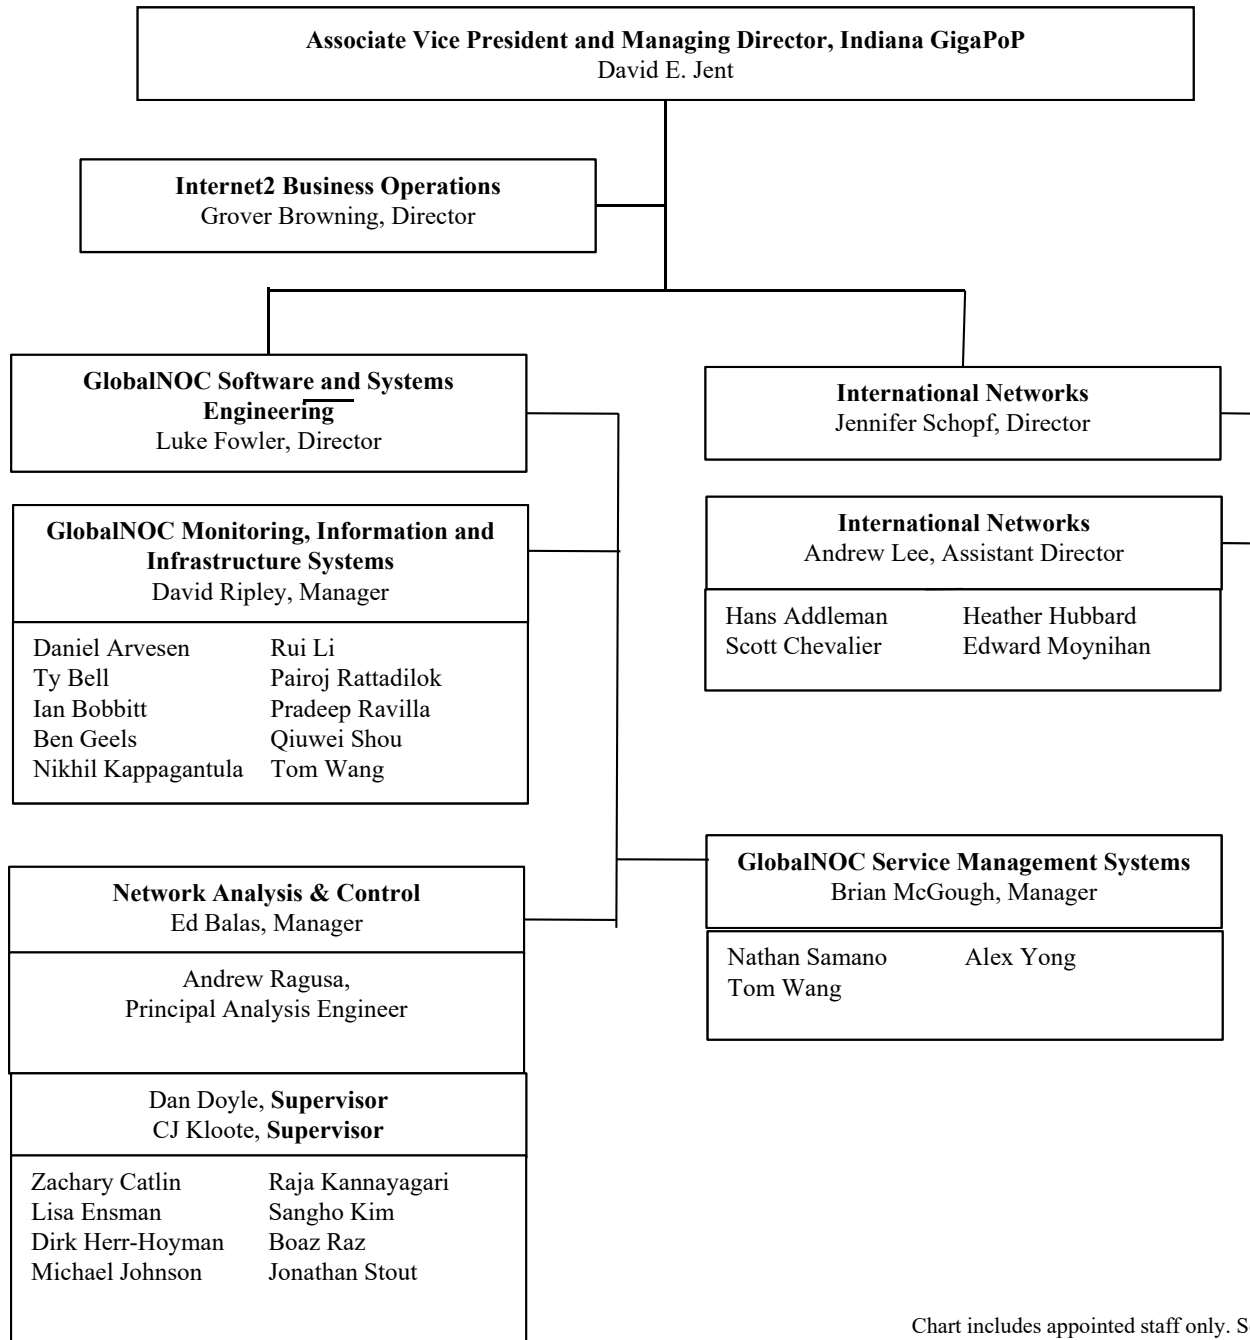 Associate Vice President and Managing Director, Indiana GigaPoP
David E. Jent
Internet2 Business Operations
Grover Browning, Director
GlobalNOC Software and Systems
Engineering
Luke Fowler, Director
International Networks
Jennifer Schopf, Director
GlobalNOC Monitoring, Information and
Infrastructure Systems
David Ripley, Manager
Daniel Arvesen Rui Li
Ty Bell Pairoj Rattadilok
Ian Bobbitt Pradeep Ravilla
Ben Geels Qiuwei Shou
Nikhil Kappagantula Tom Wang
International Networks
Andrew Lee, Assistant Director
Hans Addleman Heather Hubbard
Scott Chevalier Edward Moynihan
Network Analysis & Control
Ed Balas, Manager
Andrew Ragusa,
Principal Analysis Engineer
Dan Doyle, Supervisor
CJ Kloote, Supervisor
Zachary Catlin Raja Kannayagari
Lisa Ensman Sangho Kim
Dirk Herr-Hoyman Boaz Raz
Michael Johnson Jonathan Stout
GlobalNOC Service Management Systems
Brian McGough, Manager
Nathan Samano Alex Yong
Tom Wang
Chart includes appointed staff only.